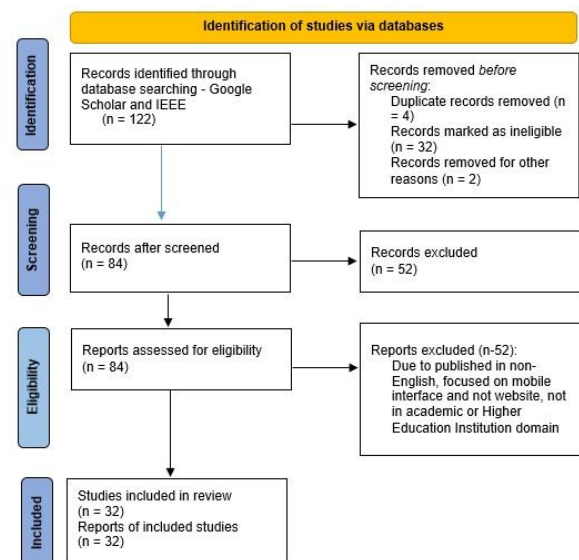 Identification of studies via databases
Identification
Records identified through
database searching - Google
Scholar and IEEE
(n = 122)
Records removed before
screening:
Duplicate records removed (n
= 4)
Records marked as ineligible
(n = 32)
Records removed for other
reasons (n = 2)
Screening
Records after screened
(n = 84)
Records excluded
(n = 52)
Eligibility
Reports assessed for eligibility
(n = 84)
Reports excluded (n-52):
Due to published in non-
English, focused on mobile
interface and not website, not
in academic or Higher
Education Institution domain
Included
Studies included in review
(n = 32)
Reports of included studies
(n = 32)